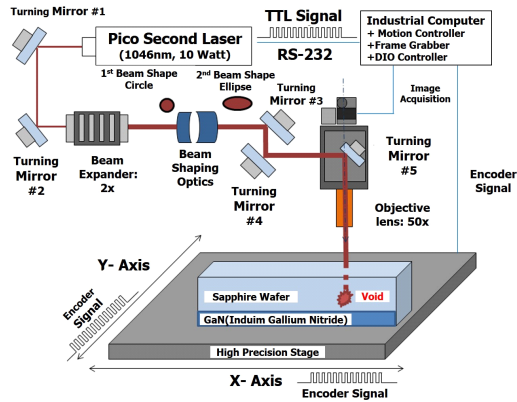 Turning Mirror #1
Pico Second Laser
(1046nm, 10 Watt)
TTL Signal
RS-232
Industrial Computer
+ Motion Controller
+Frame Grabber
+DIO Controller
1st Beam Shape
Circle
2nd Beam Shape
Ellipse
Turning
Mirror #3
Image
Acquisition
Turning
Mirror
#2
Beam
Expander:
2x
Beam
Shaping
Optics
Turning
Mirror
#4
Turning
Mirror
#5
Encoder
Signal
Objective
lens: 50x
Y- Axis
Encoder
Signal
Sapphire Wafer
Void
GaN(Induim Gallium Nitride)
High Precision Stage
X- Axis
Encoder Signal